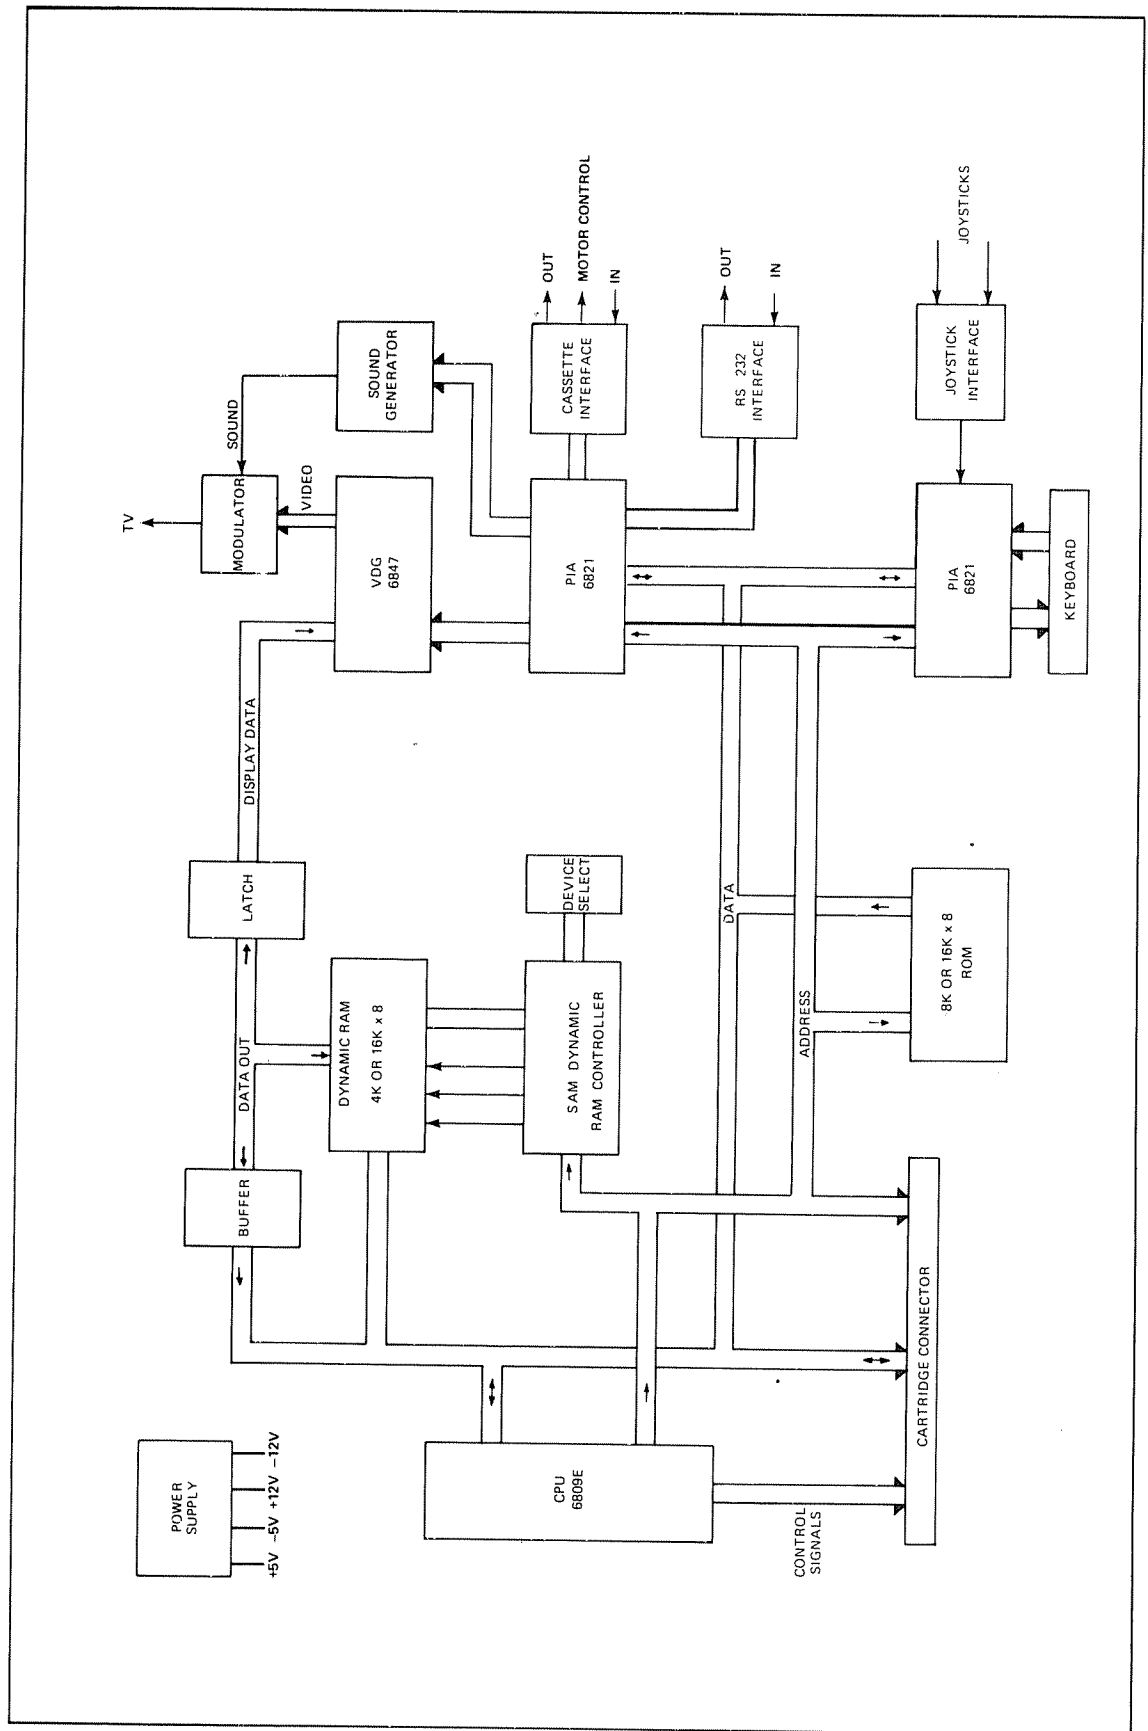 POWER
SUPPLY
+5V -5V +12V -12V
CPU
6809E
CONTROL
SIGNALS
CARTRIDGE CONNECTOR
BUFFER
DATA OUT
LATCH
DISPLAY DATA
DYNAMIC RAM
4K OR 16K x 8
SAM DYNAMIC
RAM CONTROLLER
DEVICE
SELECT
DATA
ADDRESS
8K OR 16K x 8
ROM
TV
MODULATOR
SOUND
VIDEO
VDG
6847
SOUND
GENERATOR
PIA
6821
CASSETTE
INTERFACE
OUT
MOTOR CONTROL
IN
RS 232
INTERFACE
OUT
IN
PIA
6821
JOYSTICK
INTERFACE
JOYSTICKS
KEYBOARD